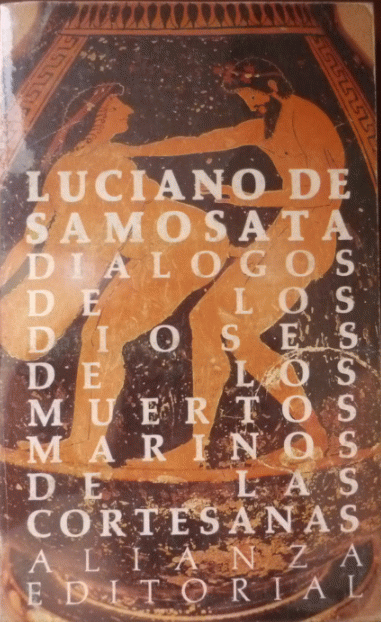 LUCIANO DE
SAMOSATA
DIALOGOS
DE LOS
DIOSES
DE LOS
MUERTOS
MARINOS
DE LAS
CORTESANAS
ALIANZA
EDITORIAL